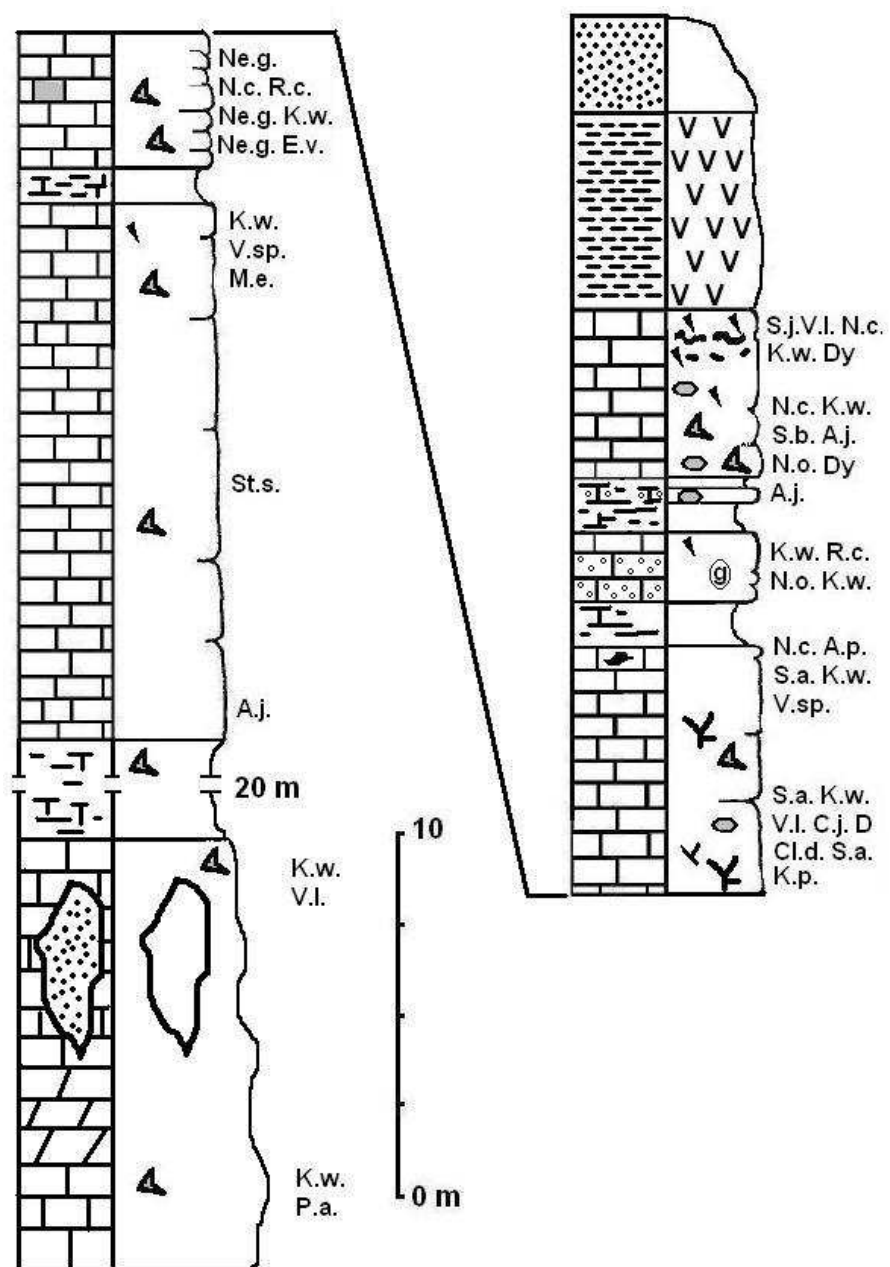 Ne.g.
N.c. R.c.
Ne.g. K.w.
Ne.g. E.v.
K.w.
V.sp.
M.e.
St.s.
A.j.
20 m
K.w.
V.l.
10
K.w.
P.a.
0 m
V V
V V V
V V
V V V
V V
V V
S.j.V.l. N.c.
K.w. Dy
N.c. K.w.
S.b. A.j.
N.o. Dy
A.j.
K.w. R.c.
g
N.o. K.w.
N.c. A.p.
S.a. K.w.
V.sp.
S.a. K.w.
V.l. C.j. D
Cl.d. S.a.
K.p.